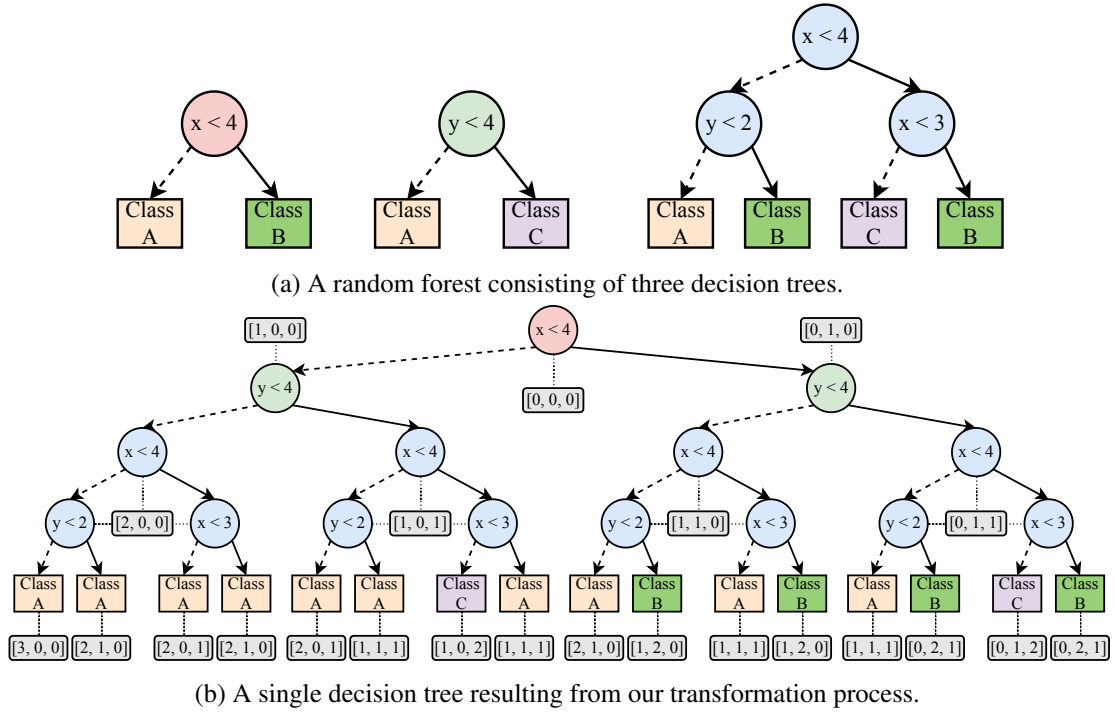 x < 4
x < 4
y < 4
y < 2
x < 3
Class A
Class B
Class A
Class C
Class A
Class B
Class C
Class B
(a) A random forest consisting of three decision trees.
[1, 0, 0]
x < 4
[0, 1, 0]
y < 4
[0, 0, 0]
y < 4
x < 4
x < 4
x < 4
x < 4
y < 2
[2, 0, 0]
x < 3
y < 2
[1, 0, 1]
x < 3
y < 2
[1, 1, 0]
x < 3
y < 2
[0, 1, 1]
x < 3
Class A
Class A
Class A
Class A
Class A
Class A
Class C
Class A
Class A
Class B
Class A
Class B
Class A
Class B
Class C
Class B
[3, 0, 0]
[2, 1, 0]
[2, 0, 1]
[2, 1, 0]
[2, 0, 1]
[1, 1, 1]
[1, 0, 2]
[1, 1, 1]
[2, 1, 0]
[1, 2, 0]
[1, 1, 1]
[1, 2, 0]
[1, 1, 1]
[0, 2, 1]
[0, 1, 2]
[0, 2, 1]
(b) A single decision tree resulting from our transformation process.